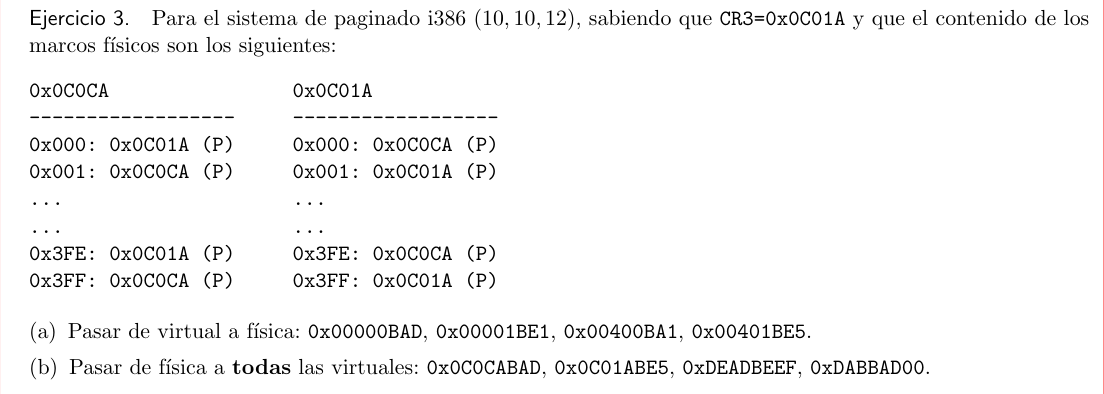 Ejercicio 3. Para el sistema de paginado i386 (10, 10, 12), sabiendo que CR3=0x0C01A y que el contenido de los
marcos físicos son los siguientes:
0x0C0CA 0x0C01A
------------------ ------------------
0x000: 0x0C01A (P) 0x000: 0x0C0CA (P)
0x001: 0x0C0CA (P) 0x001: 0x0C01A (P)
... ...
... ...
0x3FE: 0x0C01A (P) 0x3FE: 0x0C0CA (P)
0x3FF: 0x0C0CA (P) 0x3FF: 0x0C01A (P)
(a) Pasar de virtual a física: 0x00000BAD, 0x00001BE1, 0x00400BA1, 0x00401BE5.
(b) Pasar de física a todas las virtuales: 0x0C0CABAD, 0x0C01ABE5, 0xDEADBEEF, 0xDABBAD00.